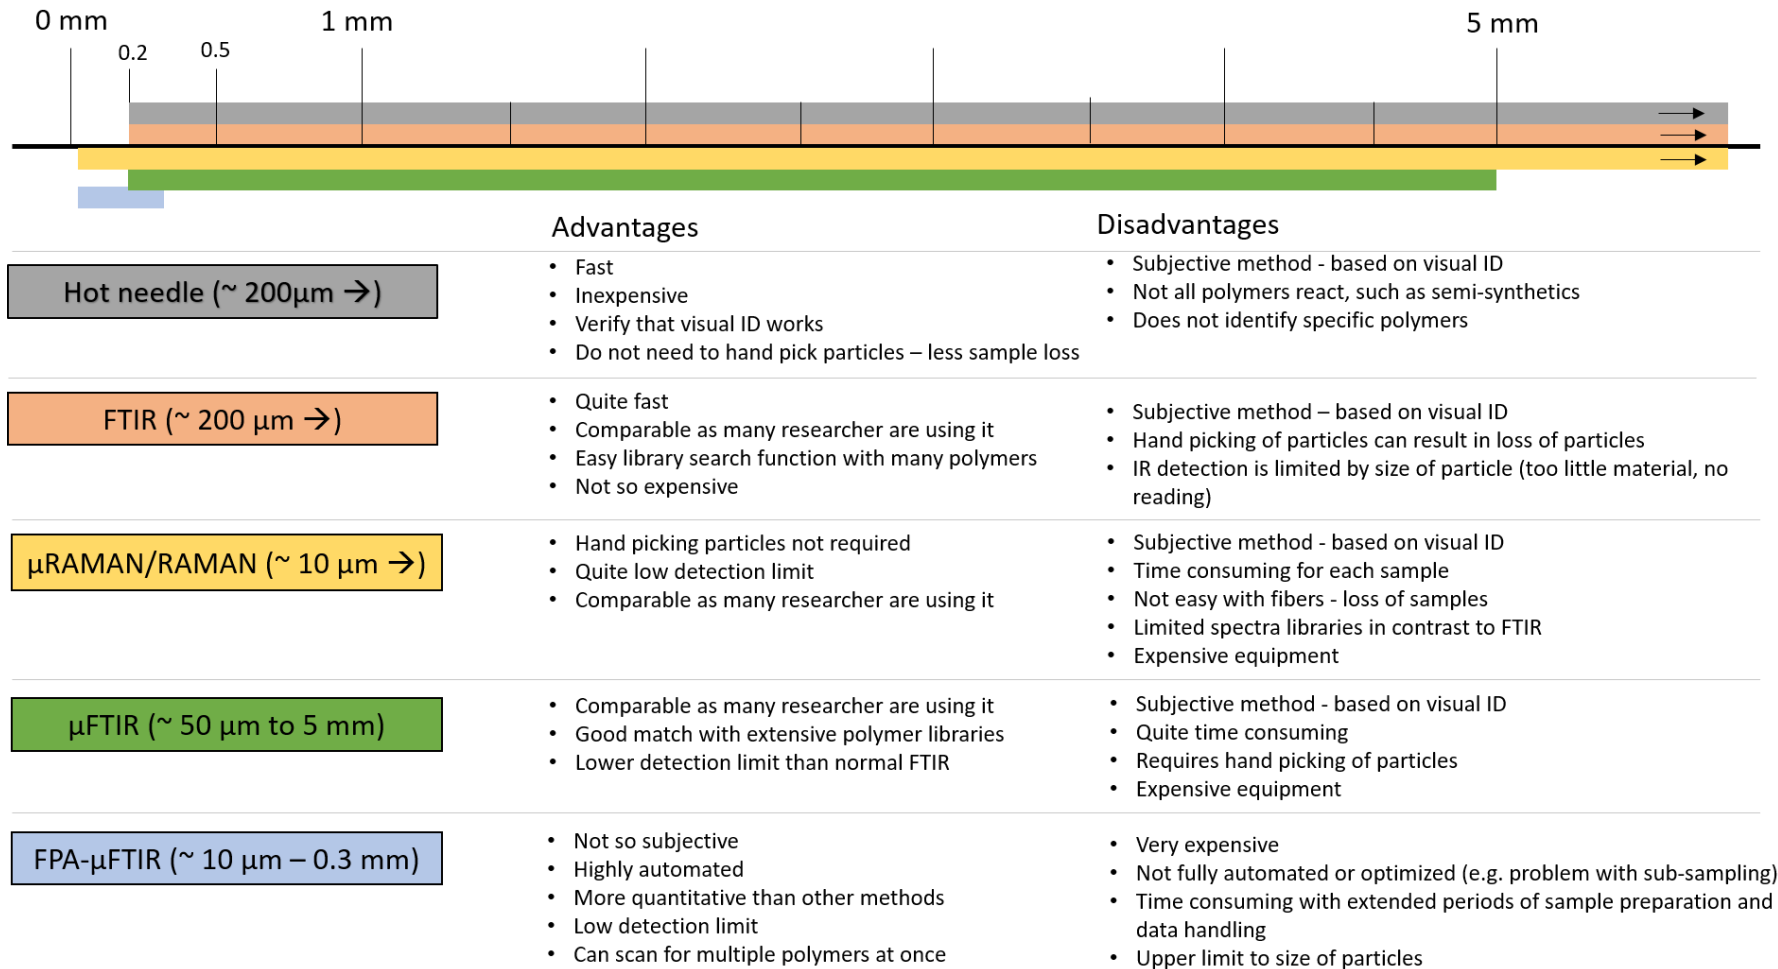 0 mm
1 mm
5 mm
0.2
0.5
Advantages
Disadvantages
Hot needle (~ 200µm →)
• Fast
• Inexpensive
• Verify that visual ID works
• Do not need to hand pick particles – less sample loss
• Subjective method - based on visual ID
• Not all polymers react, such as semi-synthetics
• Does not identify specific polymers
FTIR (~ 200 µm →)
• Quite fast
• Comparable as many researcher are using it
• Easy library search function with many polymers
• Not so expensive
• Subjective method – based on visual ID
• Hand picking of particles can result in loss of particles
• IR detection is limited by size of particle (too little material, no
reading)
µRAMAN/RAMAN (~ 10 µm →)
• Hand picking particles not required
• Quite low detection limit
• Comparable as many researcher are using it
• Subjective method - based on visual ID
• Time consuming for each sample
• Not easy with fibers - loss of samples
• Limited spectra libraries in contrast to FTIR
• Expensive equipment
µFTIR (~ 50 µm to 5 mm)
• Comparable as many researcher are using it
• Good match with extensive polymer libraries
• Lower detection limit than normal FTIR
• Subjective method - based on visual ID
• Quite time consuming
• Requires hand picking of particles
• Expensive equipment
FPA-µFTIR (~ 10 µm – 0.3 mm)
• Not so subjective
• Highly automated
• More quantitative than other methods
• Low detection limit
• Can scan for multiple polymers at once
• Very expensive
• Not fully automated or optimized (e.g. problem with sub-sampling)
• Time consuming with extended periods of sample preparation and
data handling
• Upper limit to size of particles